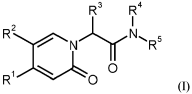 R³ R⁴
R² N N R⁵
R¹ O O
(I)